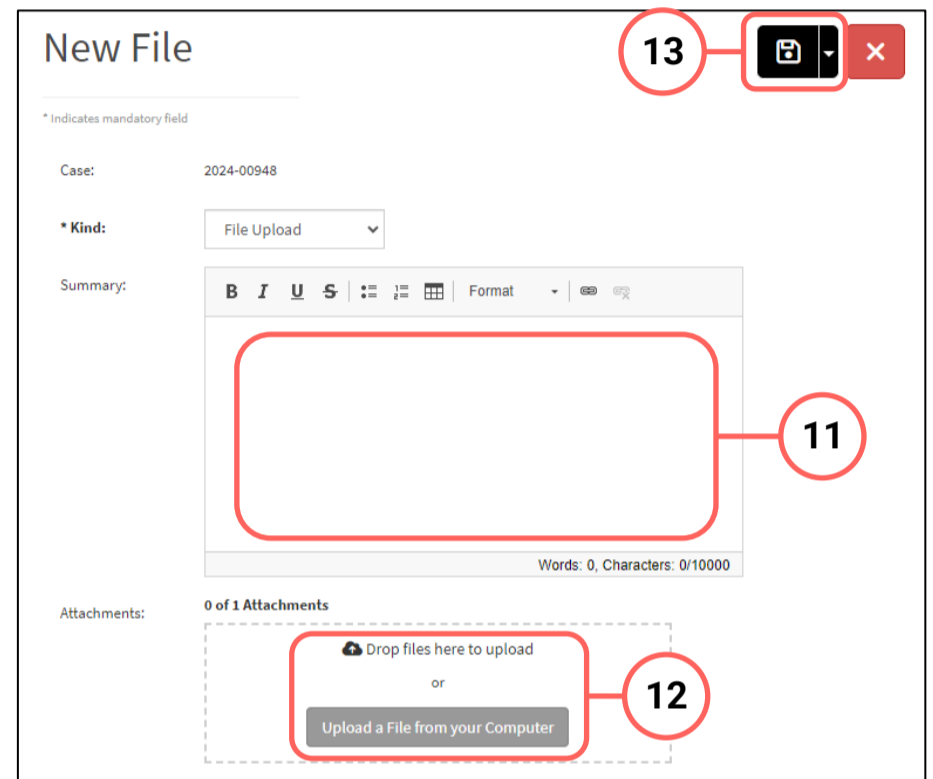 New File
13
* Indicates mandatory field
Case: 2024-00948
* Kind: File Upload
Summary:
B I U S Format
11
Words: 0, Characters: 0/10000
Attachments: 0 of 1 Attachments
Drop files here to upload
or
12
Upload a File from your Computer